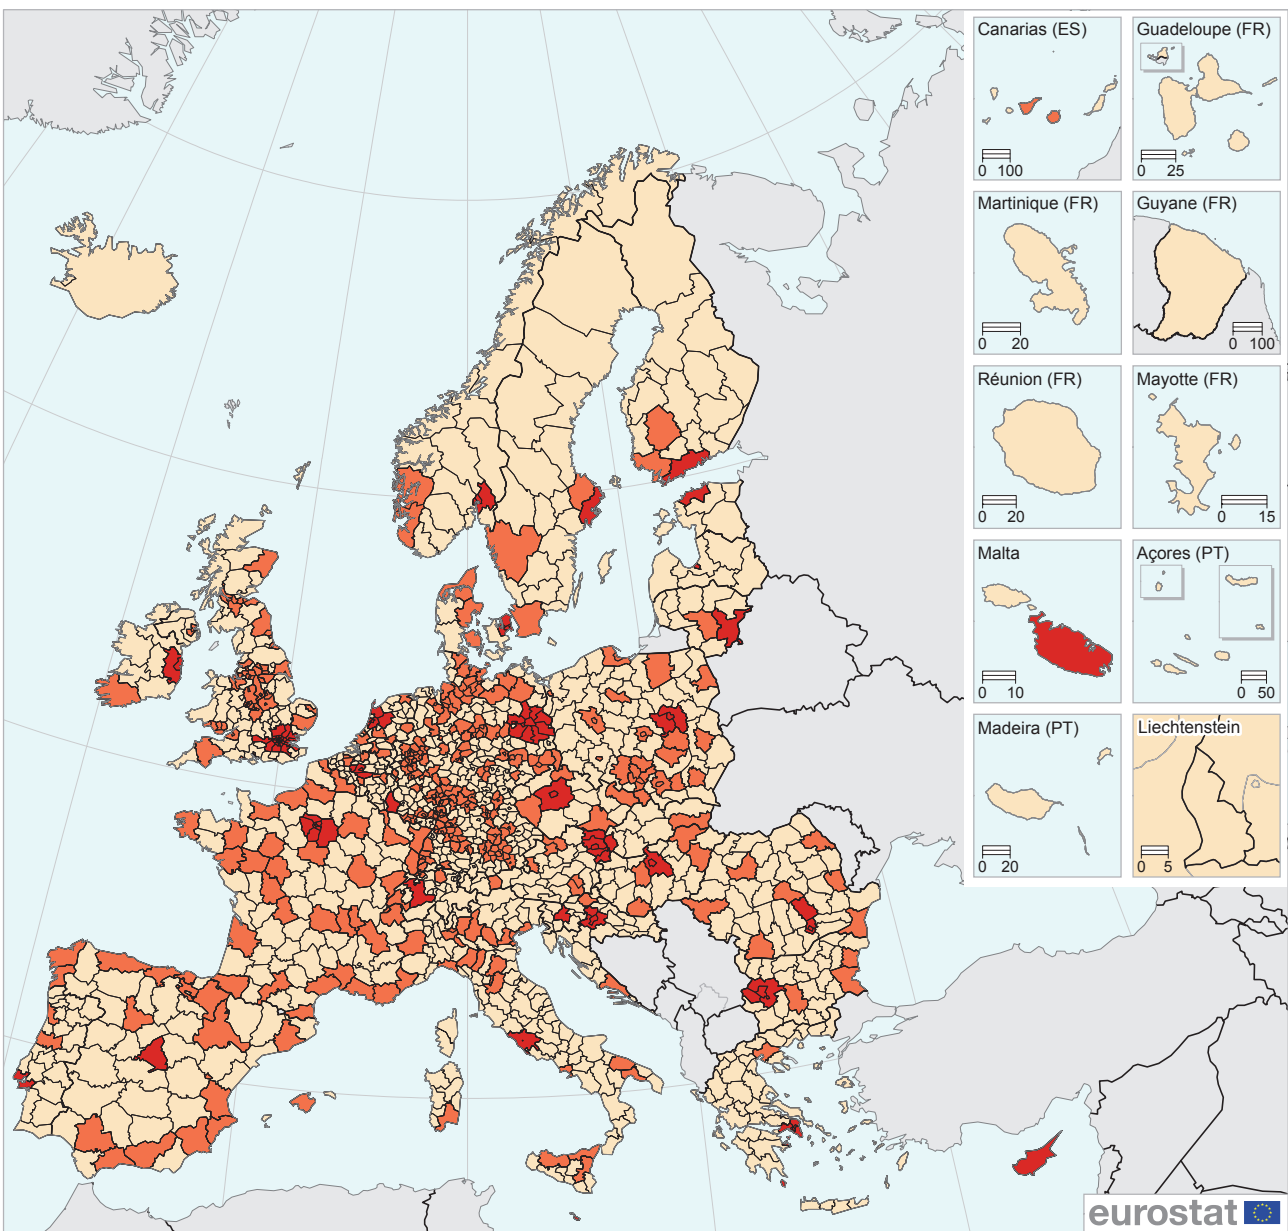 Canarias (ES)
0 100
Guadeloupe (FR)
0 25
Martinique (FR)
0 20
Guyane (FR)
0 100
Réunion (FR)
0 20
Mayotte (FR)
0 15
Malta
0 10
Açores (PT)
0 50
Madeira (PT)
0 20
Liechtenstein
0 5
eurostat